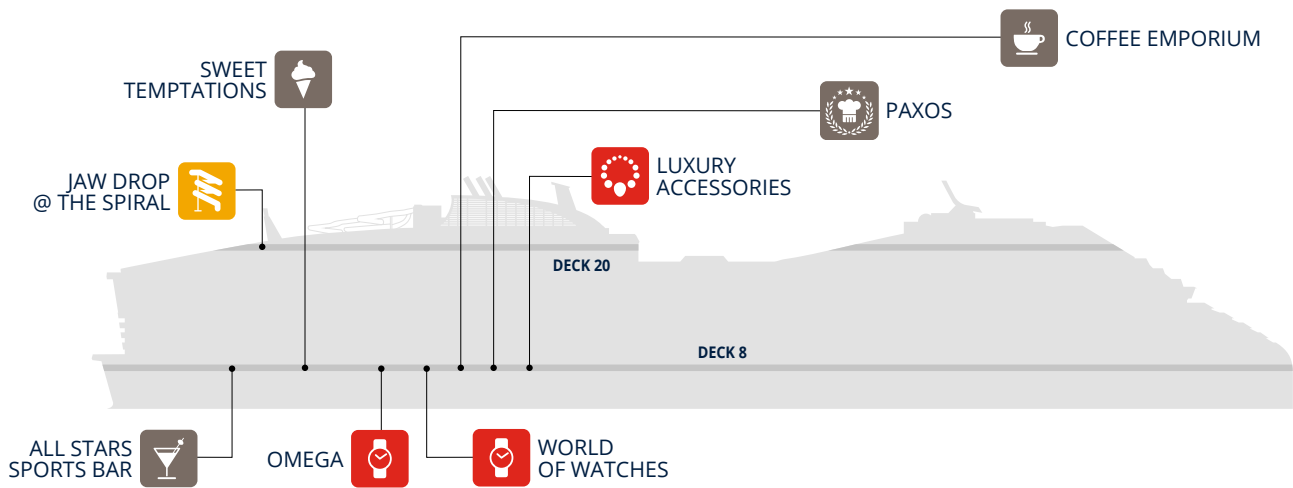 COFFEE EMPORIUM
SWEET
TEMPTATIONS
PAXOS
LUXURY
ACCESSORIES
JAW DROP
@ THE SPIRAL
DECK 20
DECK 8
ALL STARS
SPORTS BAR
OMEGA
WORLD
OF WATCHES